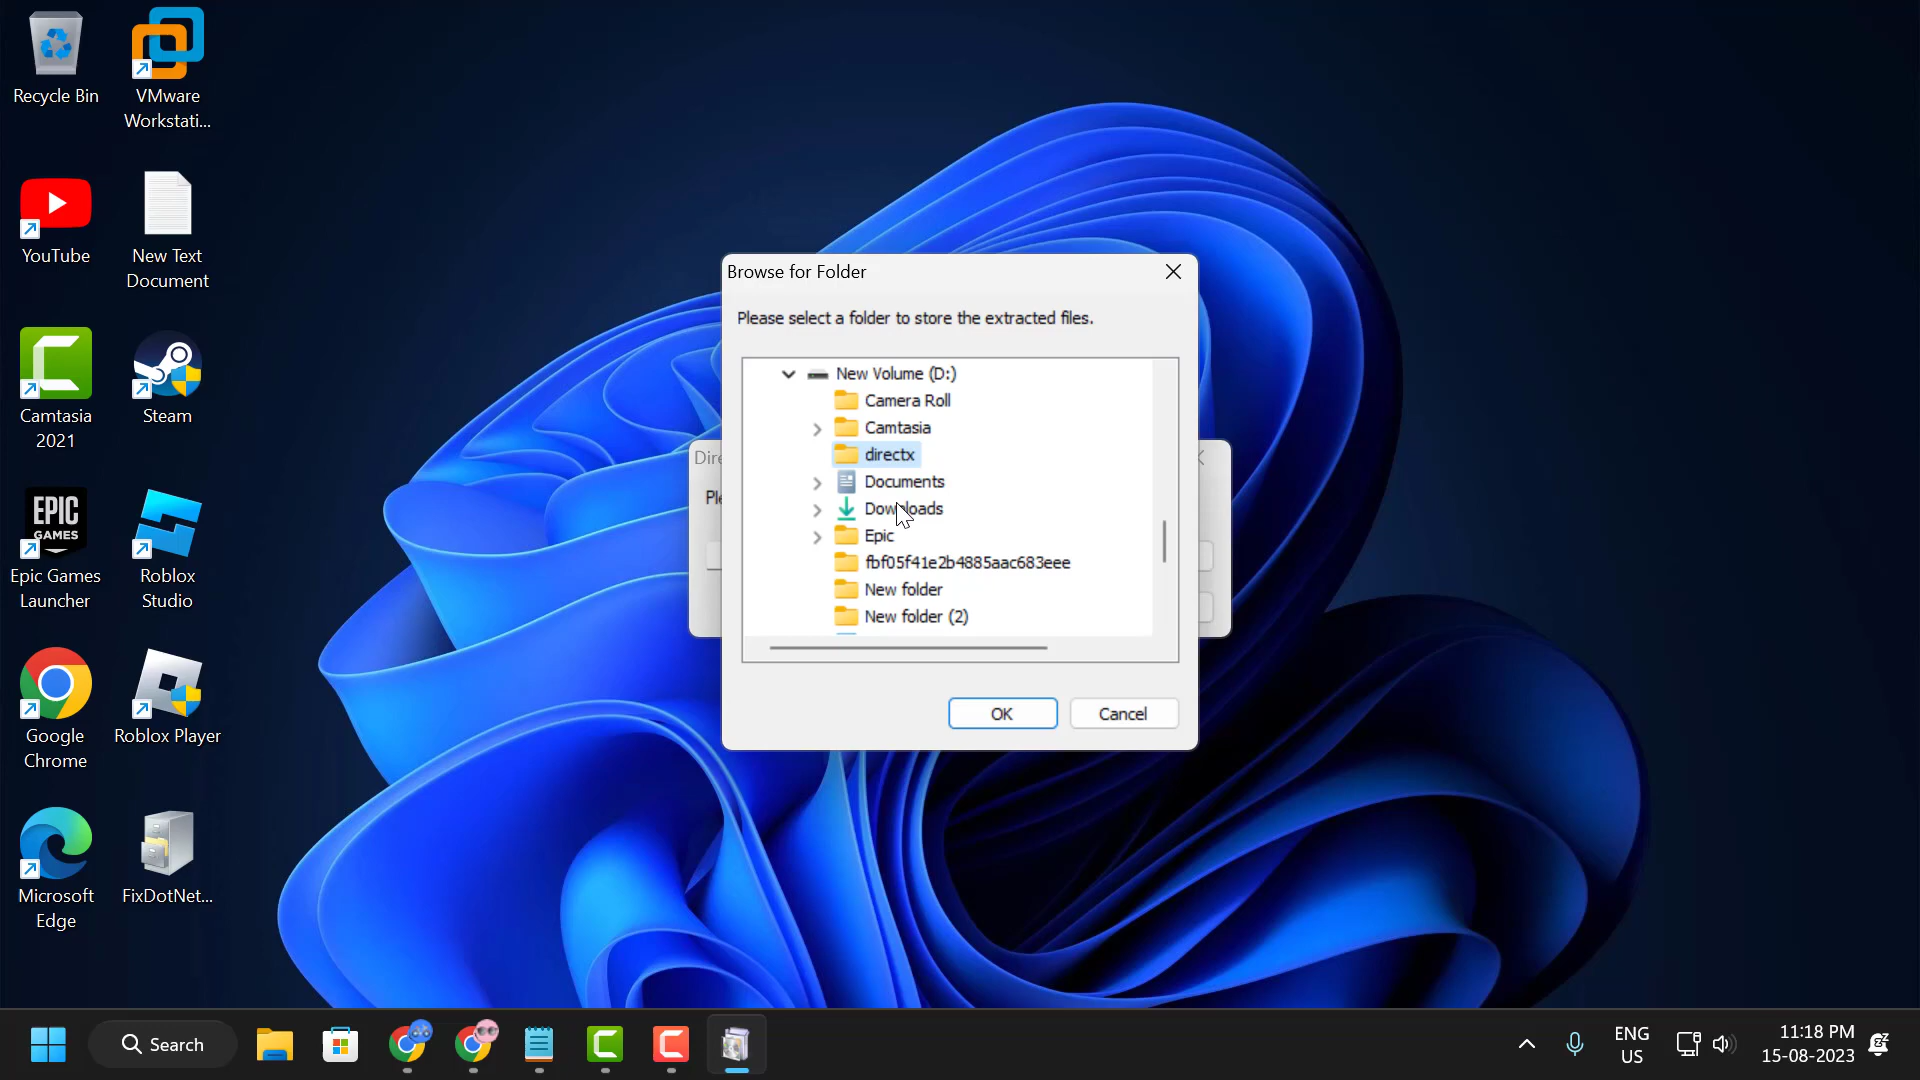 Recycle Bin
VMware
Workstati...
YouTube
New Text
Document
Camtasia
2021
Steam
EPIC
GAMES
Epic Games
Launcher
Roblox
Studio
Google
Chrome
Roblox Player
Microsoft
Edge
FixDotNet...
Browse for Folder
Please select a folder to store the extracted files.
New Volume (D:)
Camera Roll
Camtasia
directx
Documents
Downloads
Epic
fbf05f41e2b4885aac683eee
New folder
New folder (2)
OK
Cancel
Dire
Ple
Search
ENG
US
11:18 PM
15-08-2023